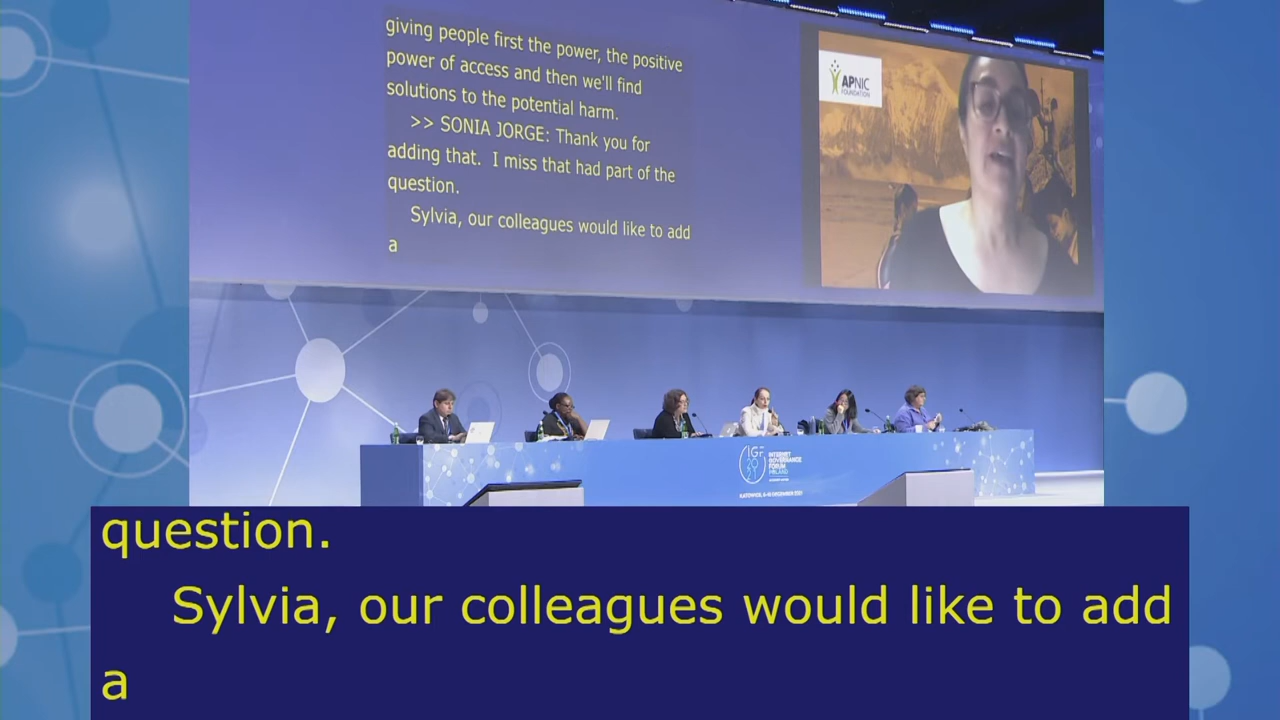 giving people first the power, the positive
power of access and then we'll find
solutions to the potential harm.
>> SONIA JORGE: Thank you for
adding that. I miss that had part of the
question.
Sylvia, our colleagues would like to add
a
APNIC
FOUNDATION
IGF
INTERNET
GOVERNANCE
FORUM
POLAND
question.
Sylvia, our colleagues would like to add
a